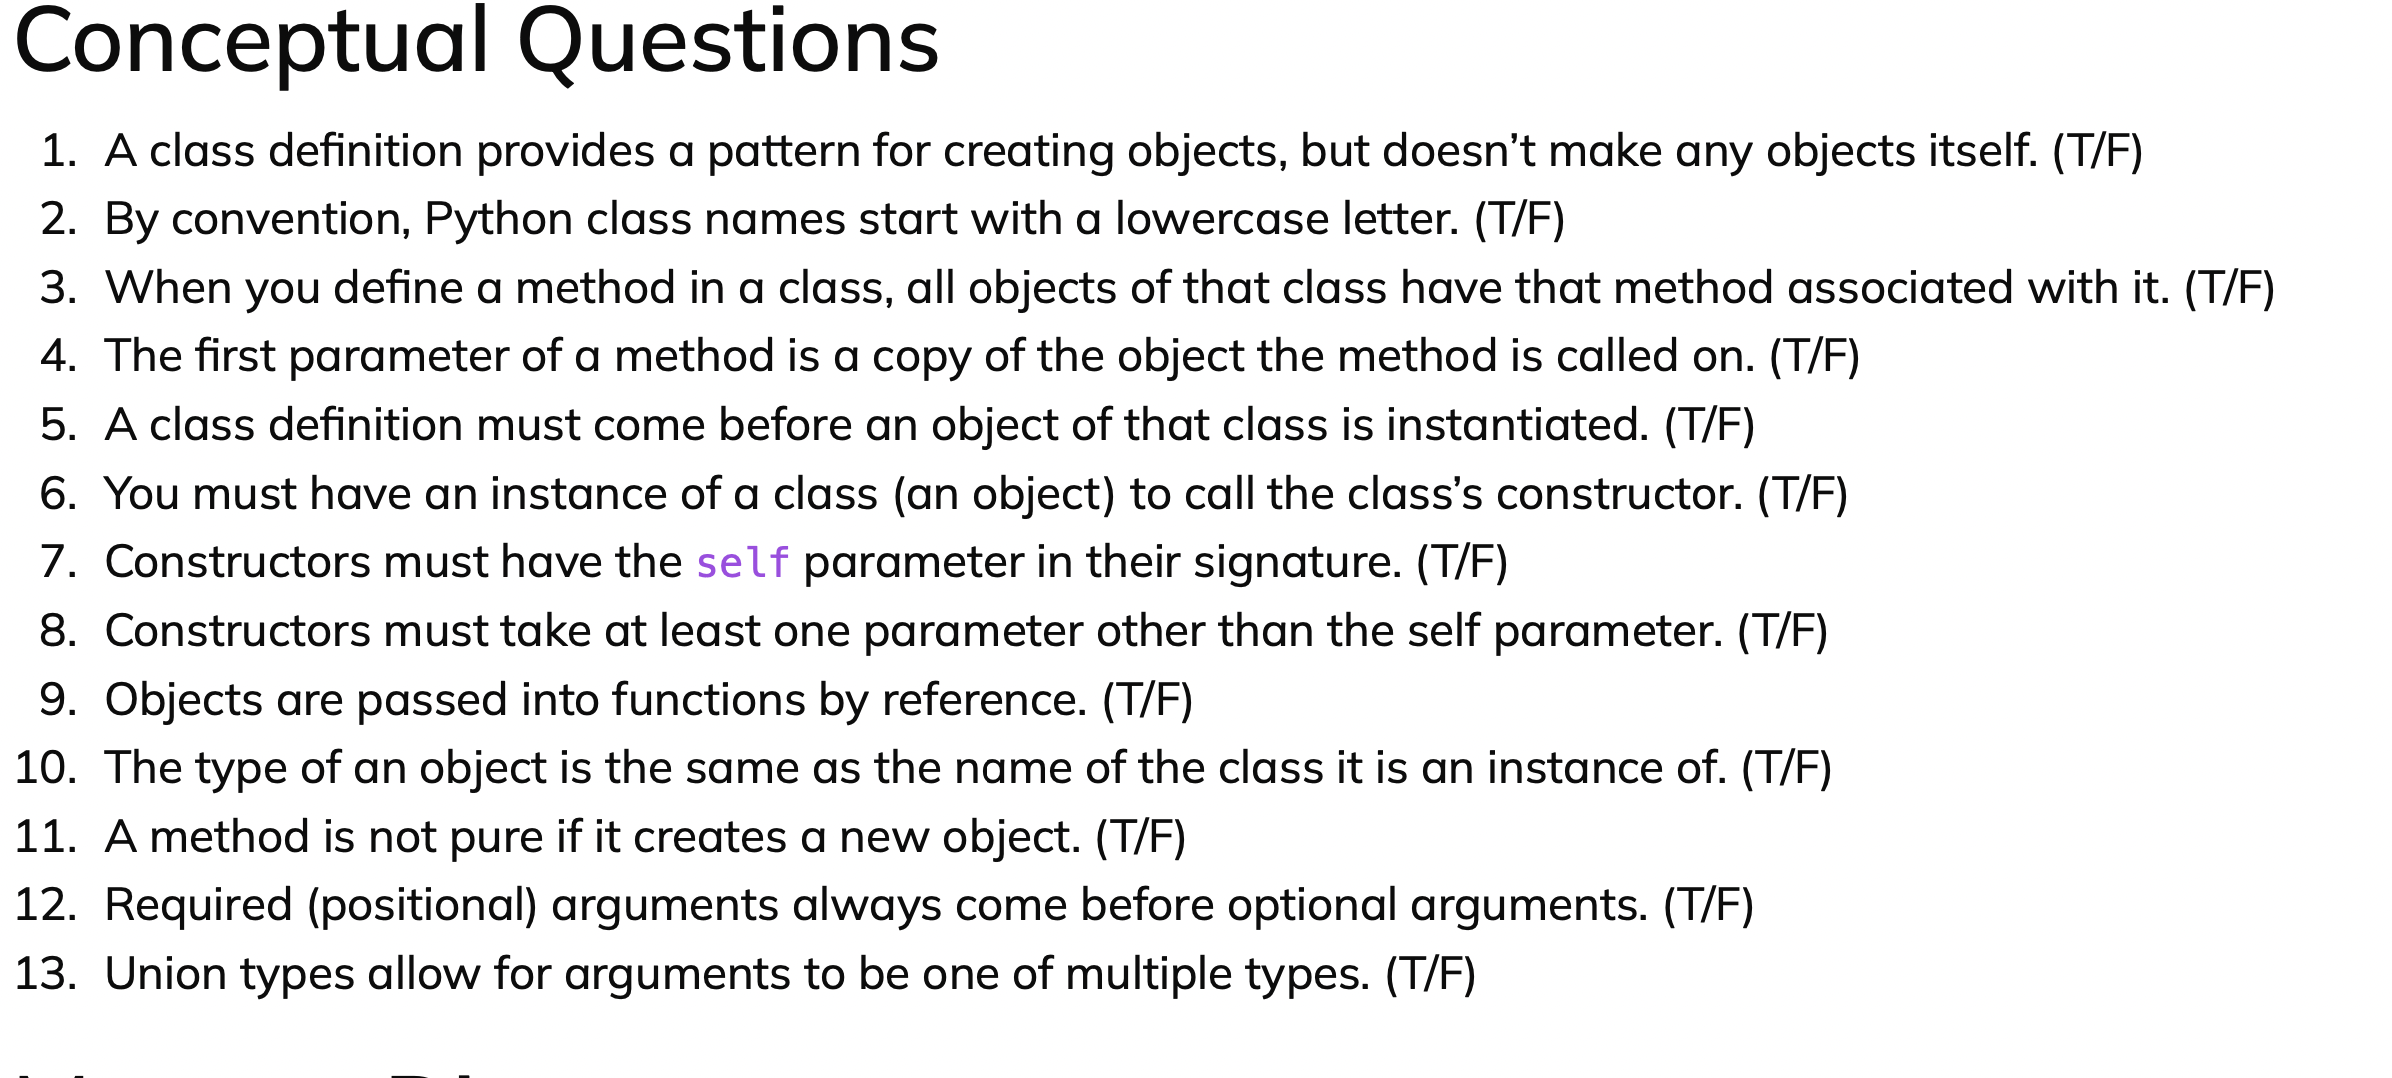 Conceptual Questions
1. A class definition provides a pattern for creating objects, but doesn’t make any objects itself. (T/F)
2. By convention, Python class names start with a lowercase letter. (T/F)
3. When you define a method in a class, all objects of that class have that method associated with it. (T/F)
4. The first parameter of a method is a copy of the object the method is called on. (T/F)
5. A class definition must come before an object of that class is instantiated. (T/F)
6. You must have an instance of a class (an object) to call the class’s constructor. (T/F)
7. Constructors must have the self parameter in their signature. (T/F)
8. Constructors must take at least one parameter other than the self parameter. (T/F)
9. Objects are passed into functions by reference. (T/F)
10. The type of an object is the same as the name of the class it is an instance of. (T/F)
11. A method is not pure if it creates a new object. (T/F)
12. Required (positional) arguments always come before optional arguments. (T/F)
13. Union types allow for arguments to be one of multiple types. (T/F)